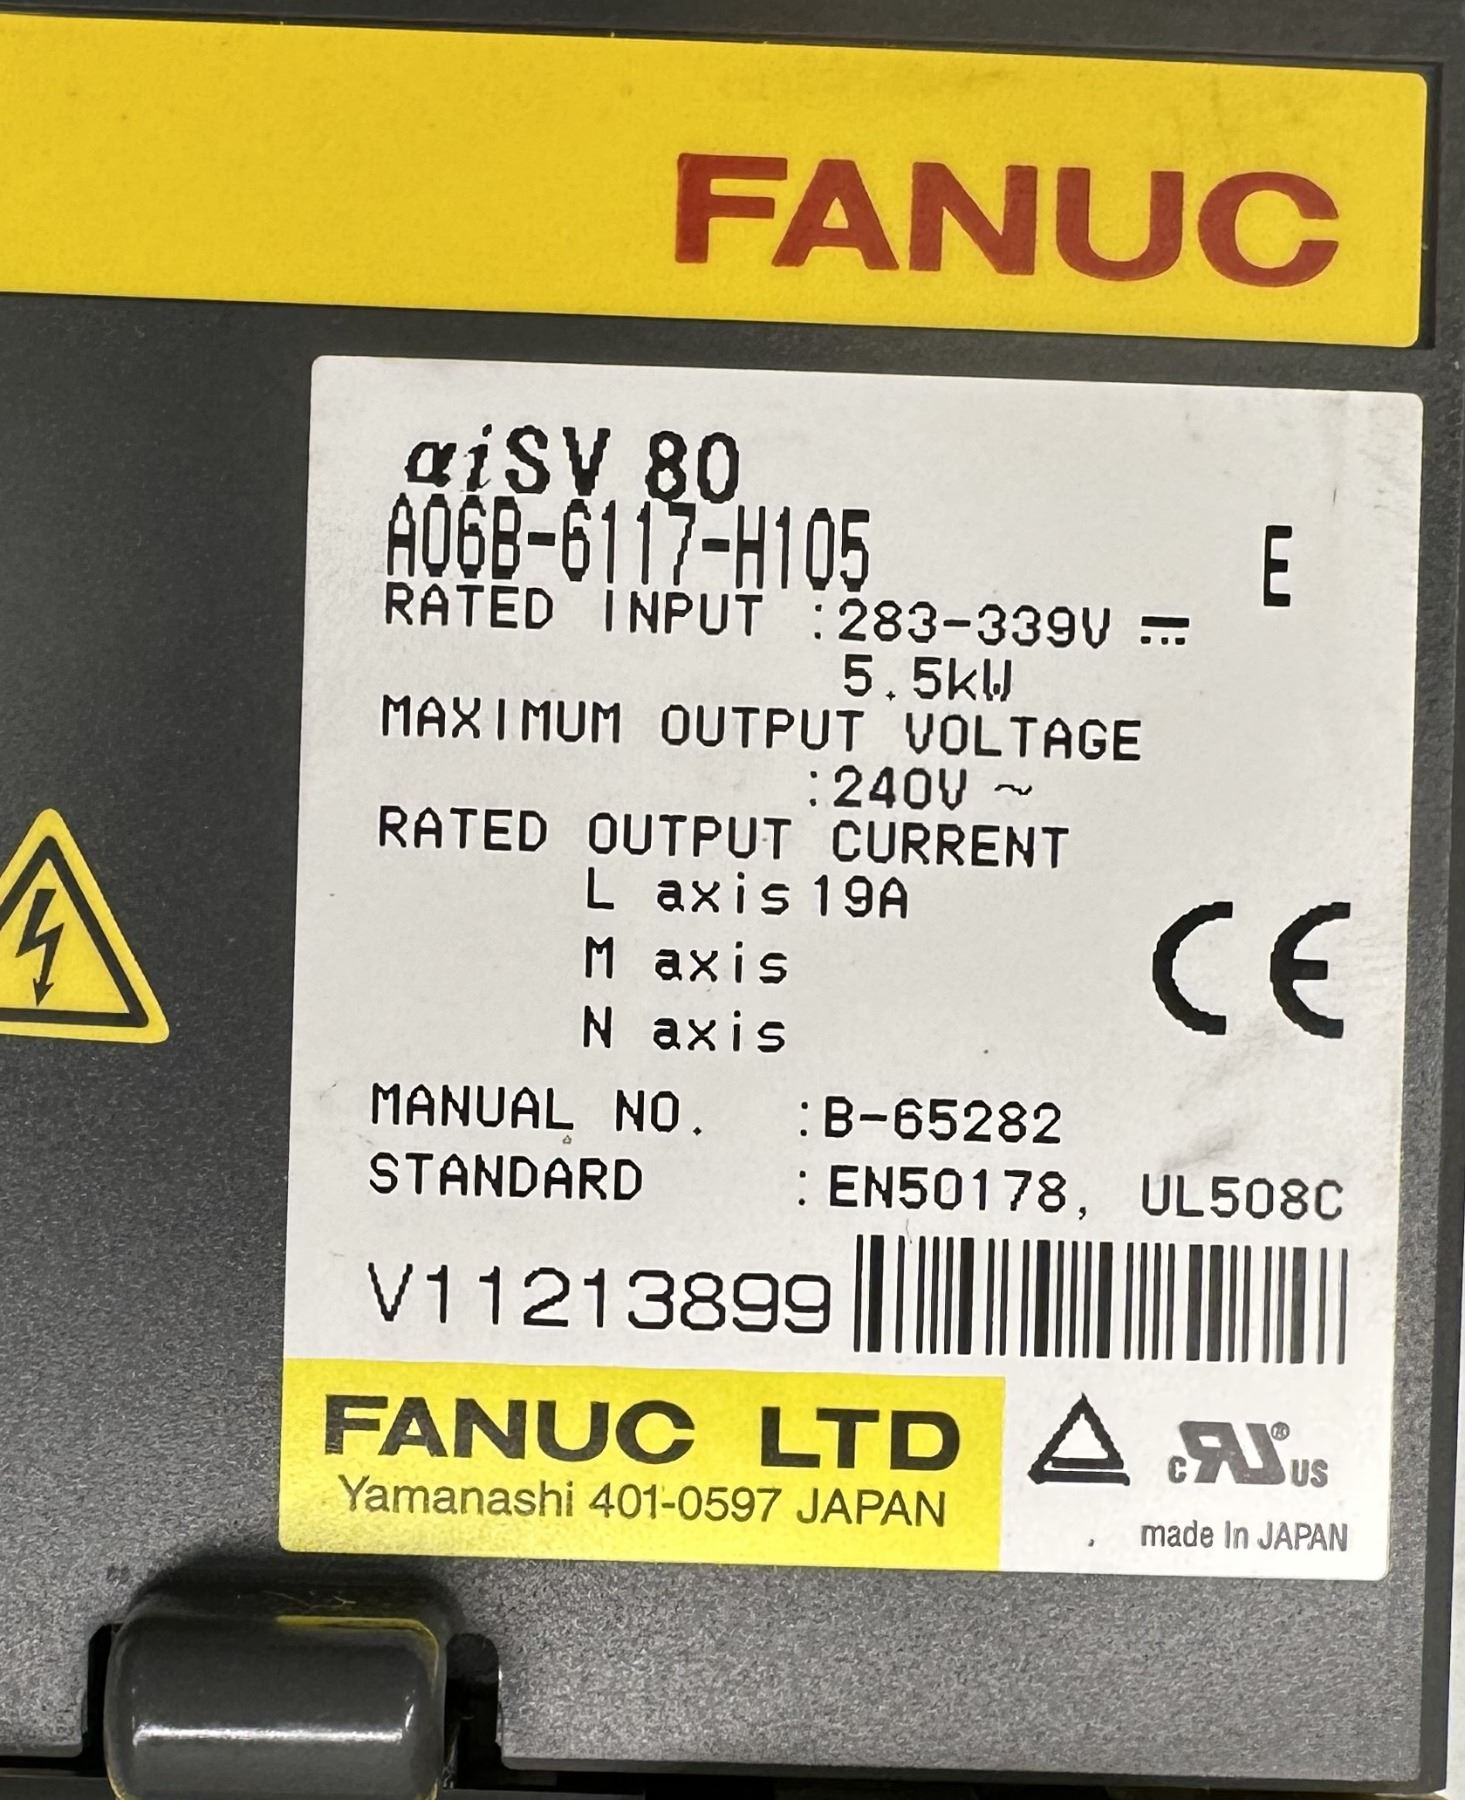 FANUC
αiSV 80
A06B-6117-H105 E
RATED INPUT :283-339V ⎓
5.5kW
MAXIMUM OUTPUT VOLTAGE
:240V ~
RATED OUTPUT CURRENT
L axis 19A
M axis
N axis
CE
MANUAL NO. :B-65282
STANDARD :EN50178, UL508C
V11213899
FANUC LTD
Yamanashi 401-0597 JAPAN
c RU ® US
made In JAPAN